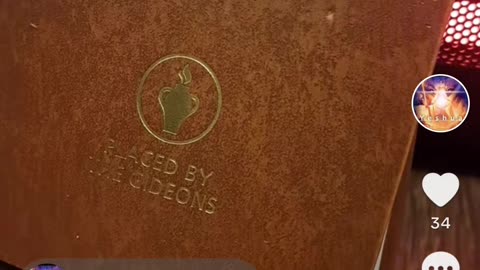 PLACED BY
THE GIDEONS
34